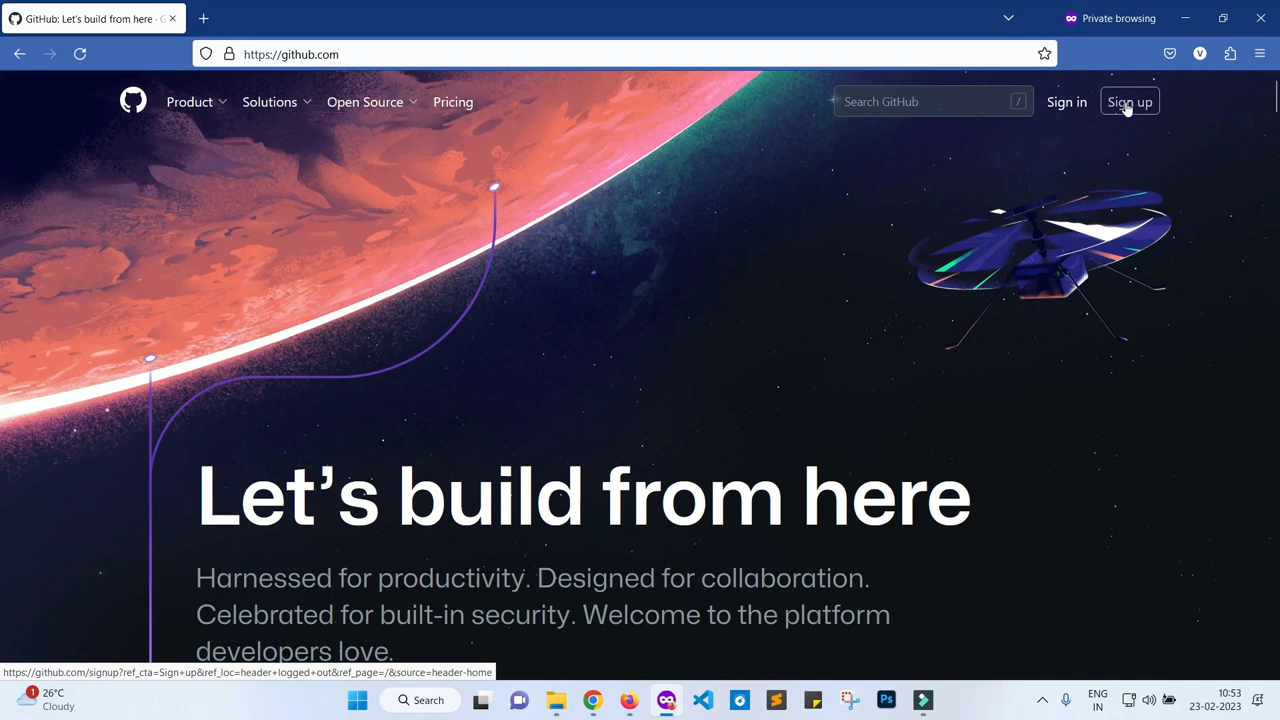 GitHub: Let's build from here · G
Private browsing
https://github.com
V
Product
Solutions
Open Source
Pricing
Search GitHub
/
Sign in
Sign up
Let's build from here
Harnessed for productivity. Designed for collaboration.
Celebrated for built-in security. Welcome to the platform
developers love.
https://github.com/signup?ref_cta=Sign+up&ref_loc=header+logged+out&ref_page=/&source=header-home
1
26°C
Cloudy
Search
Ps
ENG
IN
10:53
23-02-2023